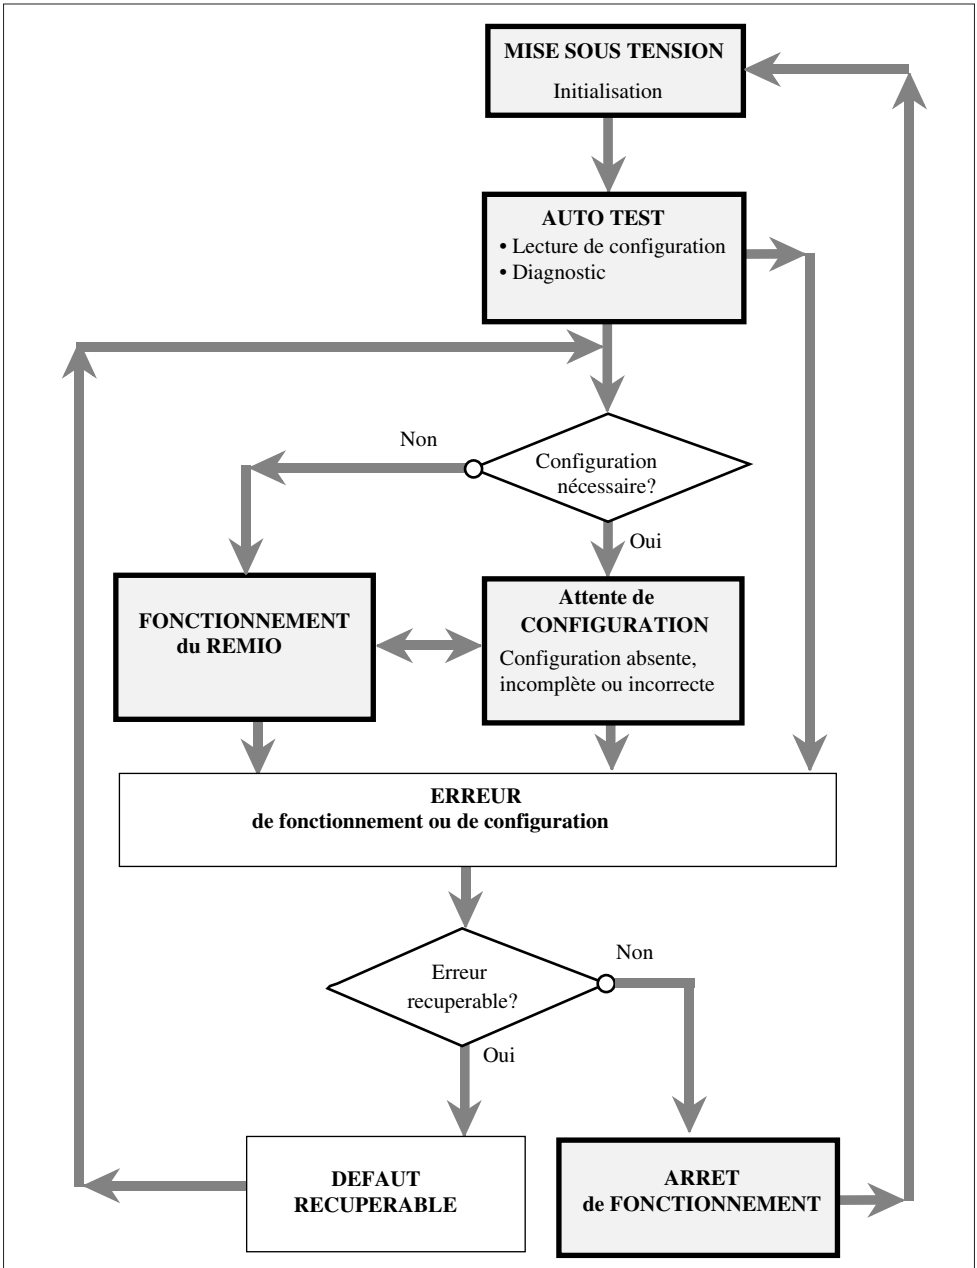 MISE SOUS TENSION
Initialisation
AUTO TEST
• Lecture de configuration
• Diagnostic
Non
Configuration
nécessaire?
Oui
FONCTIONNEMENT
du REMIO
Attente de
CONFIGURATION
Configuration absente,
incomplète ou incorrecte
ERREUR
de fonctionnement ou de configuration
Erreur
recuperable?
Non
Oui
DEFAUT
RECUPERABLE
ARRET
de FONCTIONNEMENT